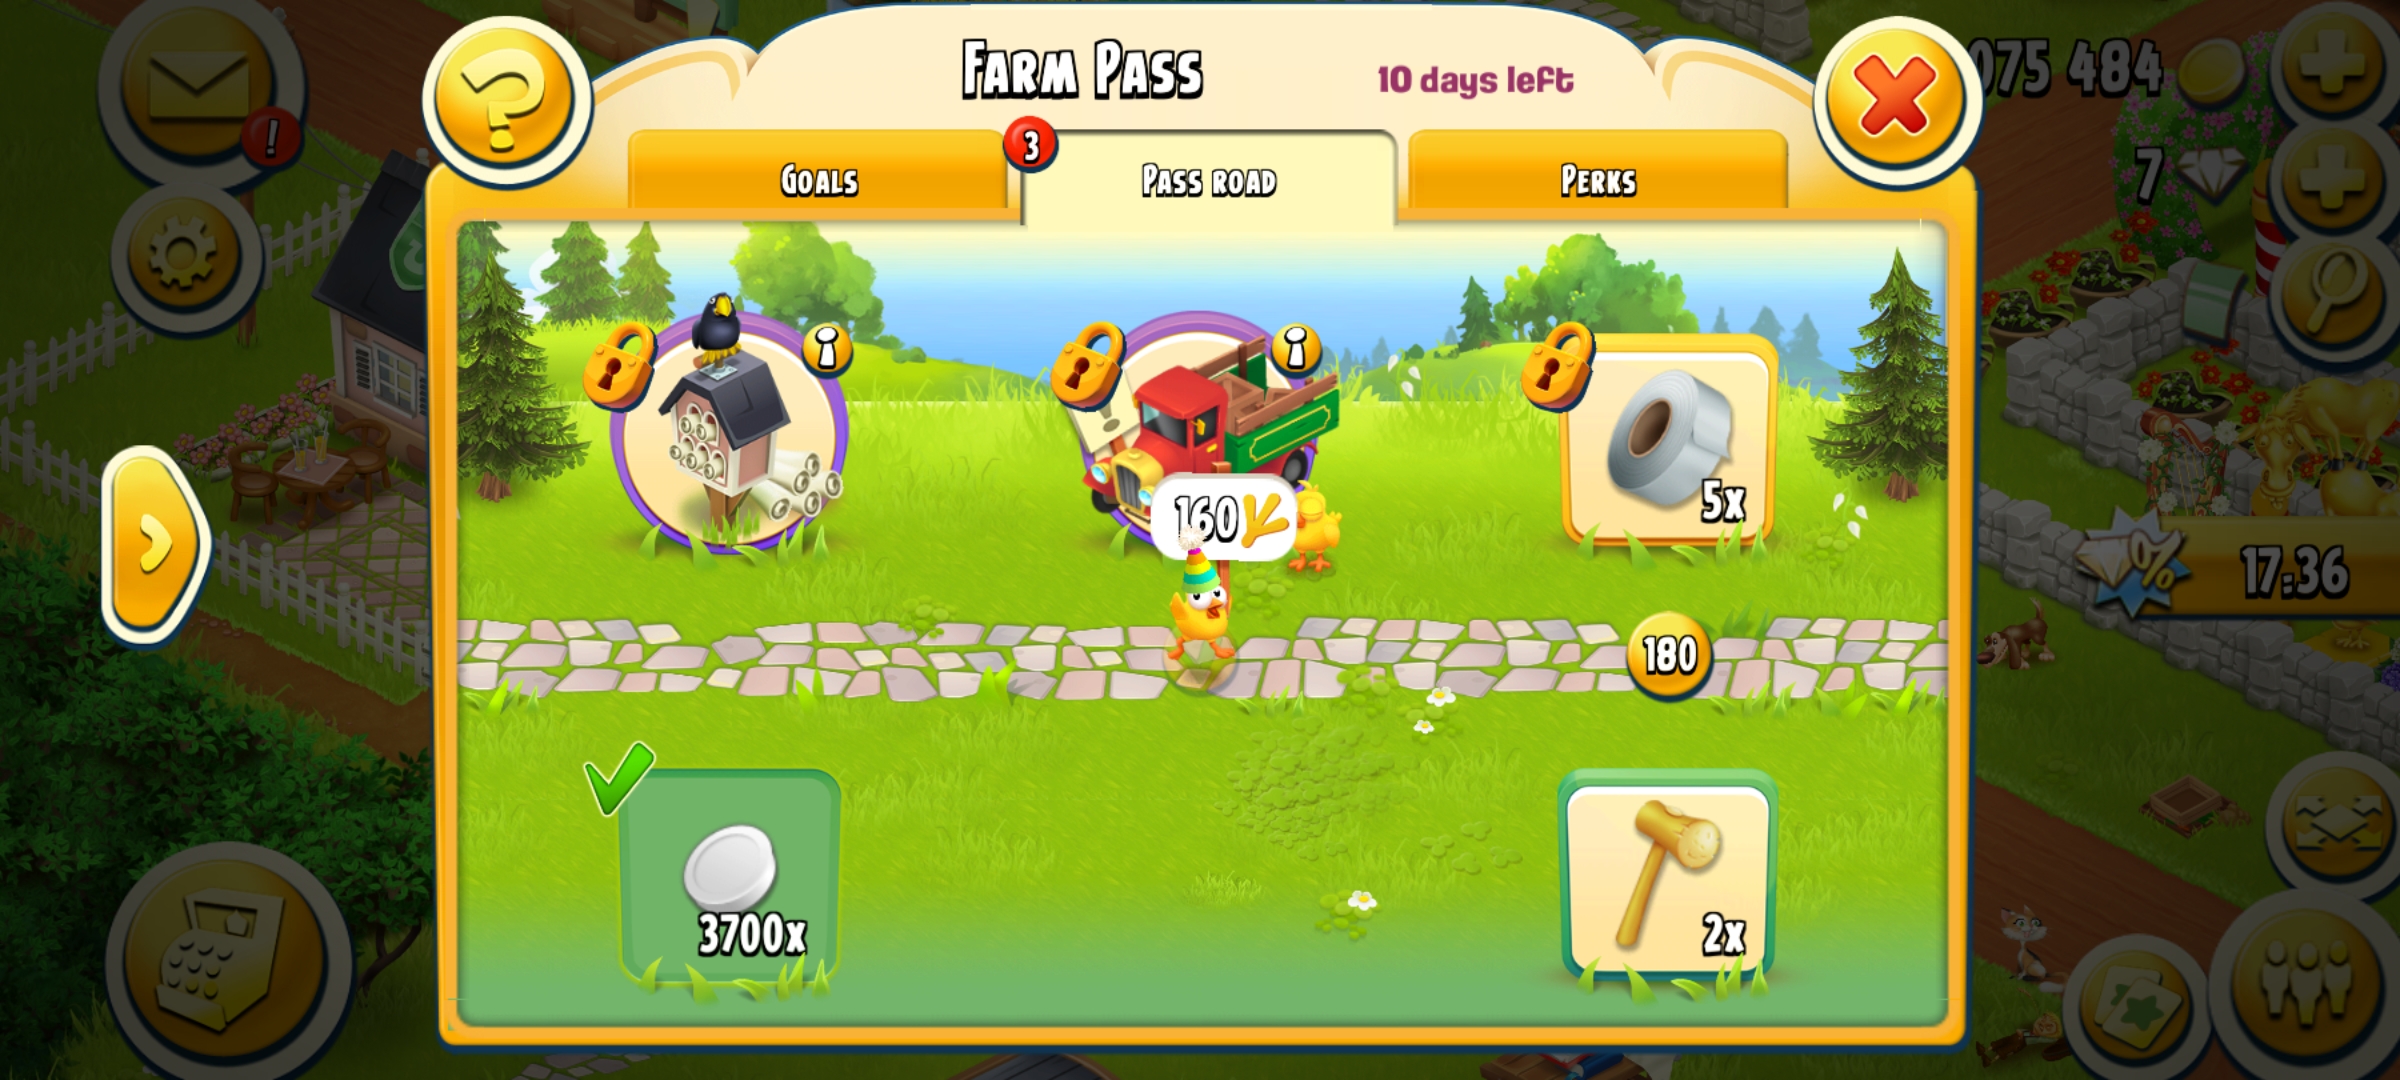 FARM PASS
10 days left
075 484
3
GOALS
PASS ROAD
PERKS
7
5x
160
%
17:36
180
3700x
2x